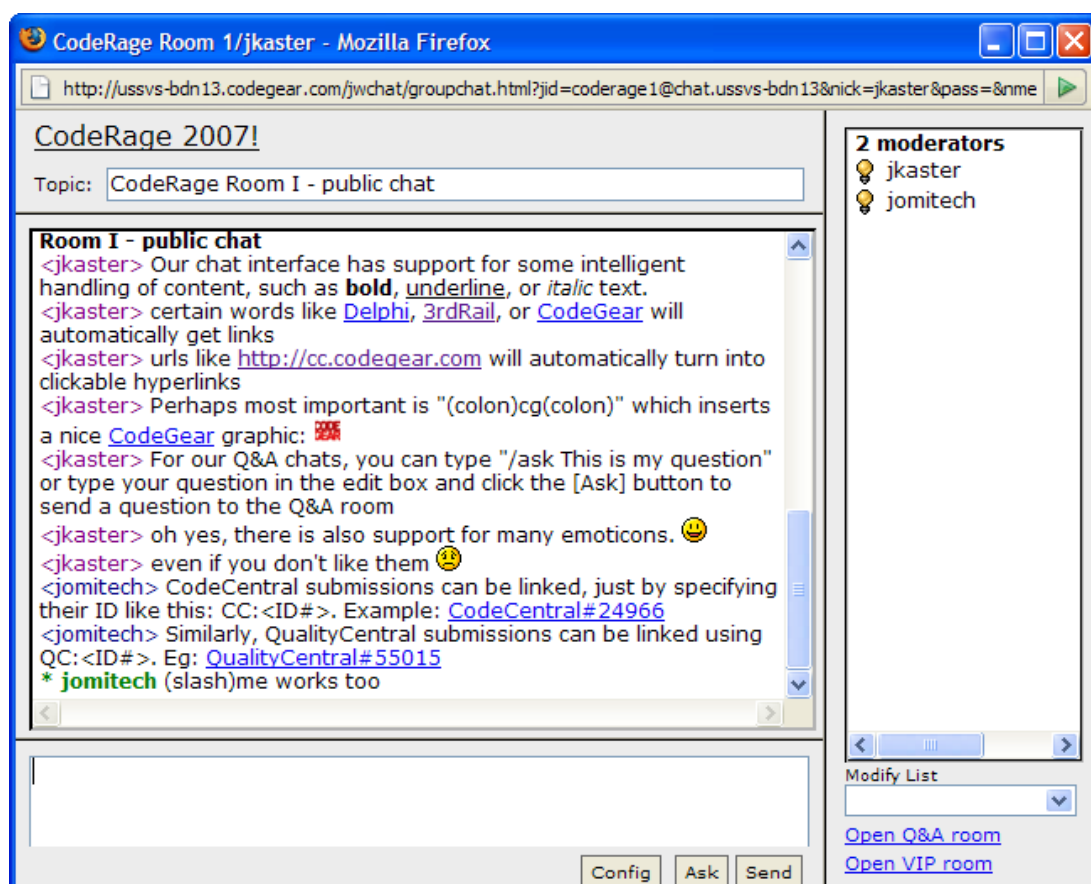 CodeRage Room 1/jkaster - Mozilla Firefox
http://ussvs-bdn13.codegear.com/jwchat/groupchat.html?jid=coderage1@chat.ussvs-bdn13&nick=jkaster&pass=&nme
CodeRage 2007!
Topic: CodeRage Room I - public chat
Room I - public chat
<jkaster> Our chat interface has support for some intelligent
handling of content, such as bold, underline, or italic text.
<jkaster> certain words like Delphi, 3rdRail, or CodeGear will
automatically get links
<jkaster> urls like http://cc.codegear.com will automatically turn into
clickable hyperlinks
<jkaster> Perhaps most important is "(colon)cg(colon)" which inserts
a nice CodeGear graphic: CODE GEAR
<jkaster> For our Q&A chats, you can type "/ask This is my question"
or type your question in the edit box and click the [Ask] button to
send a question to the Q&A room
<jkaster> oh yes, there is also support for many emoticons.
<jkaster> even if you don't like them
<jomitech> CodeCentral submissions can be linked, just by specifying
their ID like this: CC:<ID#>. Example: CodeCentral#24966
<jomitech> Similarly, QualityCentral submissions can be linked using
QC:<ID#>. Eg: QualityCentral#55015
* jomitech (slash)me works too
Config Ask Send
2 moderators
jkaster
jomitech
Modify List
Open Q&A room
Open VIP room